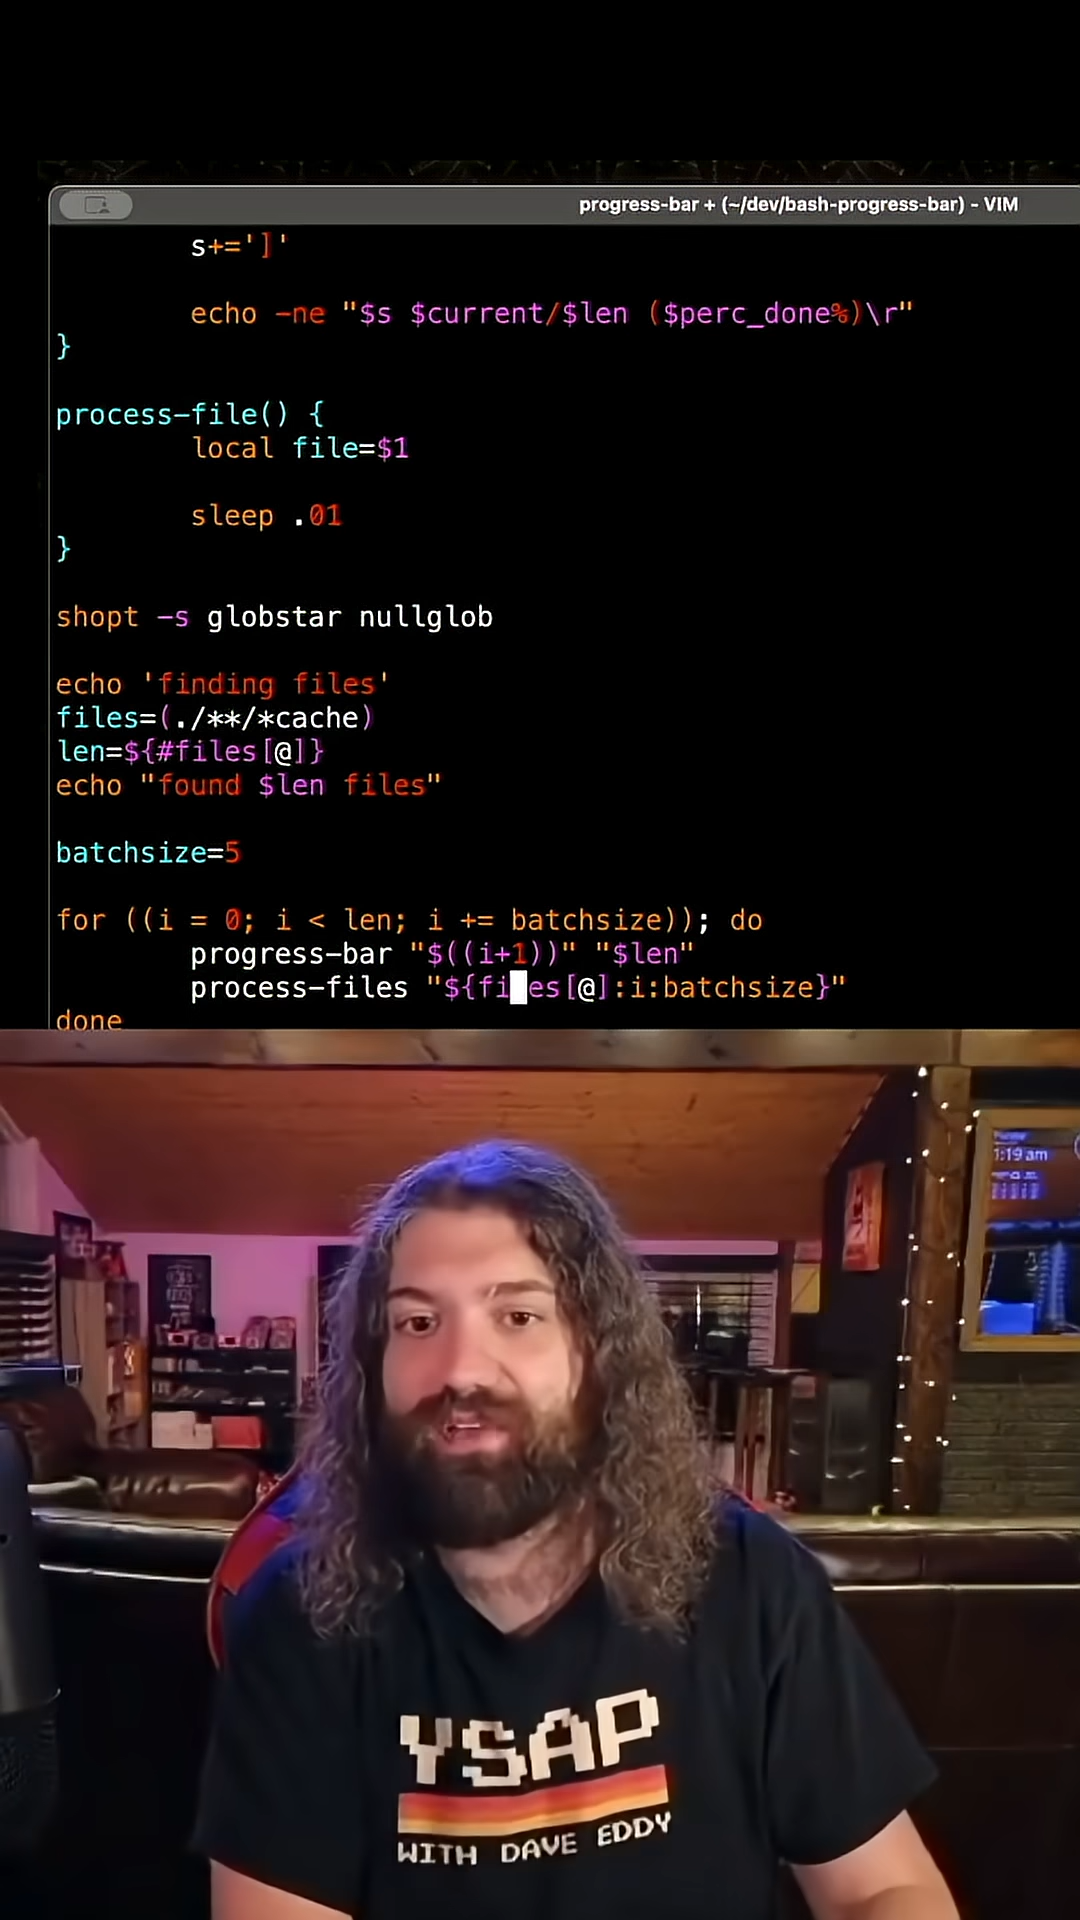 progress-bar + (~/dev/bash-progress-bar) - VIM
s+=']'
echo -ne "$s $current/$len ($perc_done%)\r"
}
process-file() {
local file=$1
sleep .01
}
shopt -s globstar nullglob
echo 'finding files'
files=(./**/*cache)
len=${#files[@]}
echo "found $len files"
batchsize=5
for ((i = 0; i < len; i += batchsize)); do
progress-bar "$((i+1))" "$len"
process-files "${files[@]:i:batchsize}"
done
1:19 am
YSAP
WITH DAVE EDDY